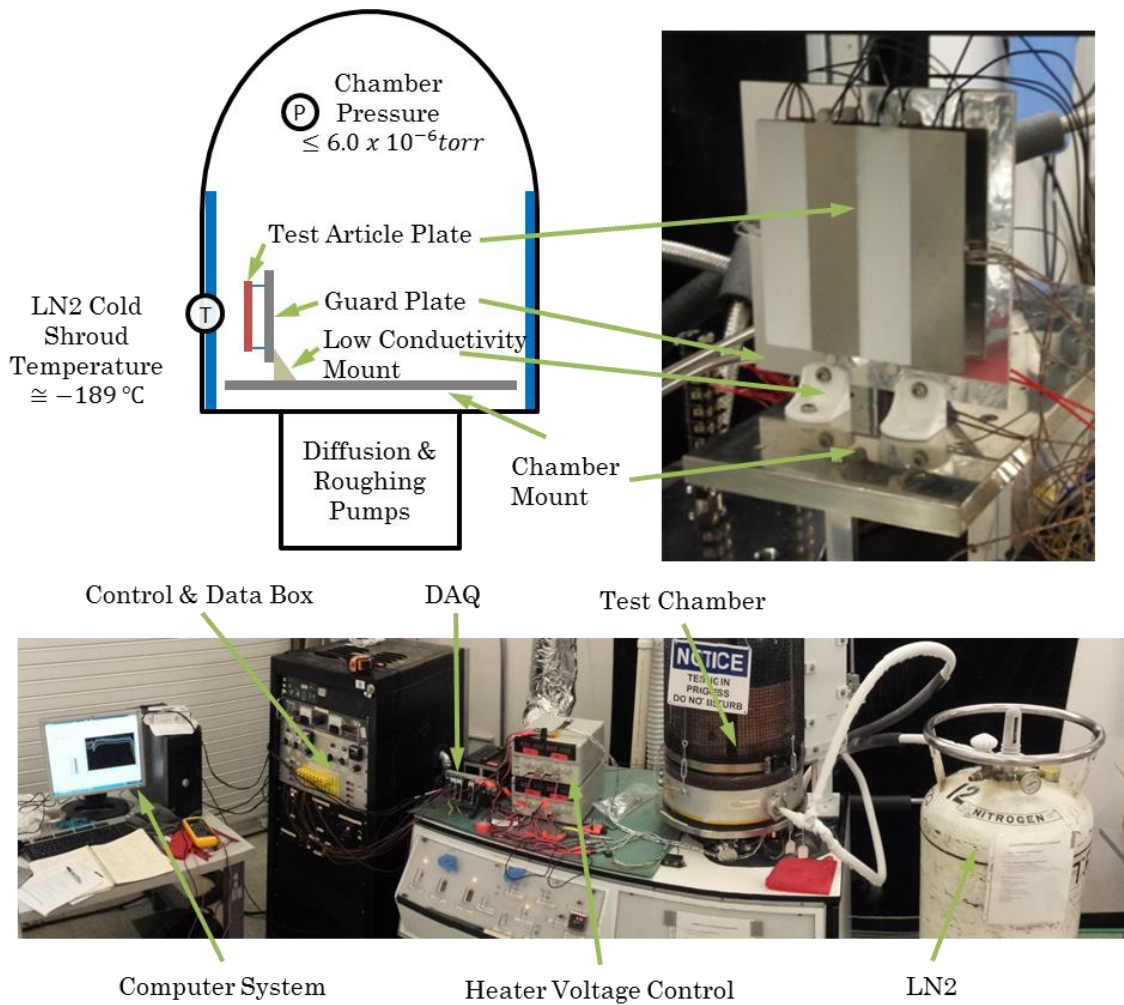 Chamber
Pressure
P
≤ 6.0 x 10⁻⁶torr
Test Article Plate
Guard Plate
Low Conductivity
Mount
LN2 Cold
Shroud
Temperature
≅ −189 °C
T
Diffusion &
Roughing
Pumps
Chamber
Mount
Control & Data Box
DAQ
Test Chamber
NOTICE
TESTING IN
PROGRESS
DO NOT DISTURB
12
NITROGEN
Computer System
Heater Voltage Control
LN2